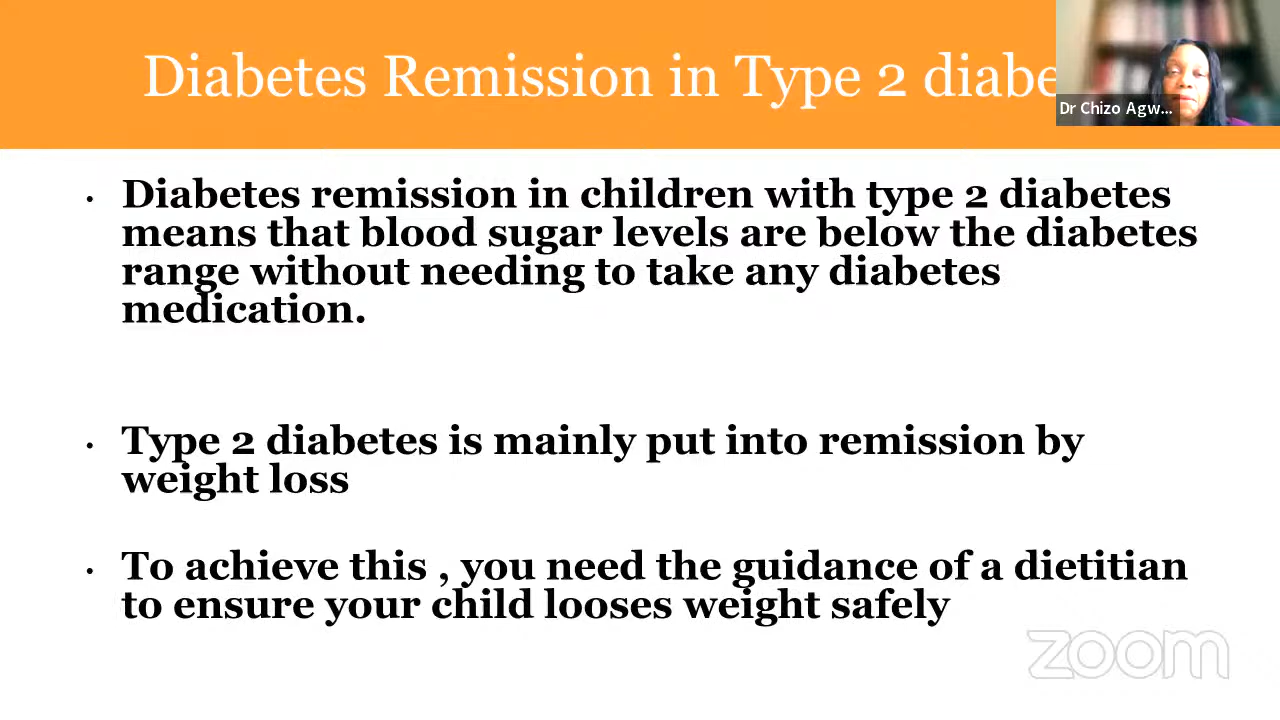 Diabetes Remission in Type 2 diabe
Dr Chizo Agw...
• Diabetes remission in children with type 2 diabetes
means that blood sugar levels are below the diabetes
range without needing to take any diabetes
medication.
• Type 2 diabetes is mainly put into remission by
weight loss
• To achieve this , you need the guidance of a dietitian
to ensure your child looses weight safely
zoom